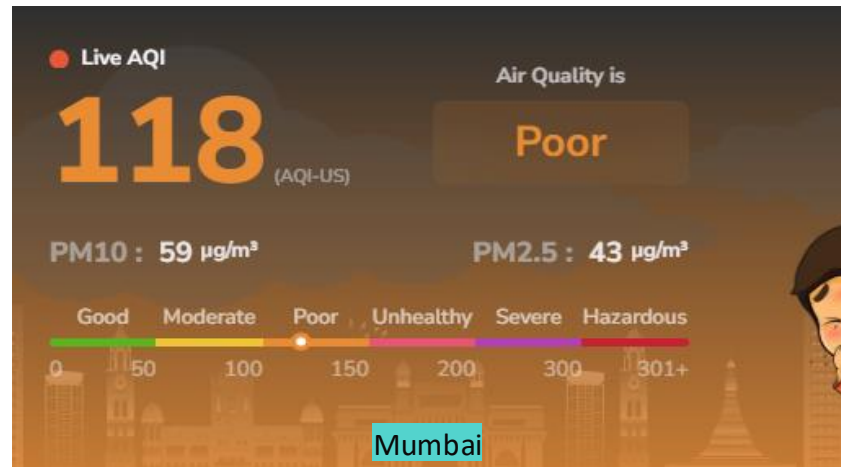 Live AQI
118 (AQI-US)
Air Quality is
Poor
PM10 : 59 µg/m³
PM2.5 : 43 µg/m³
Good Moderate Poor Unhealthy Severe Hazardous
0 50 100 150 200 300 301+
Mumbai